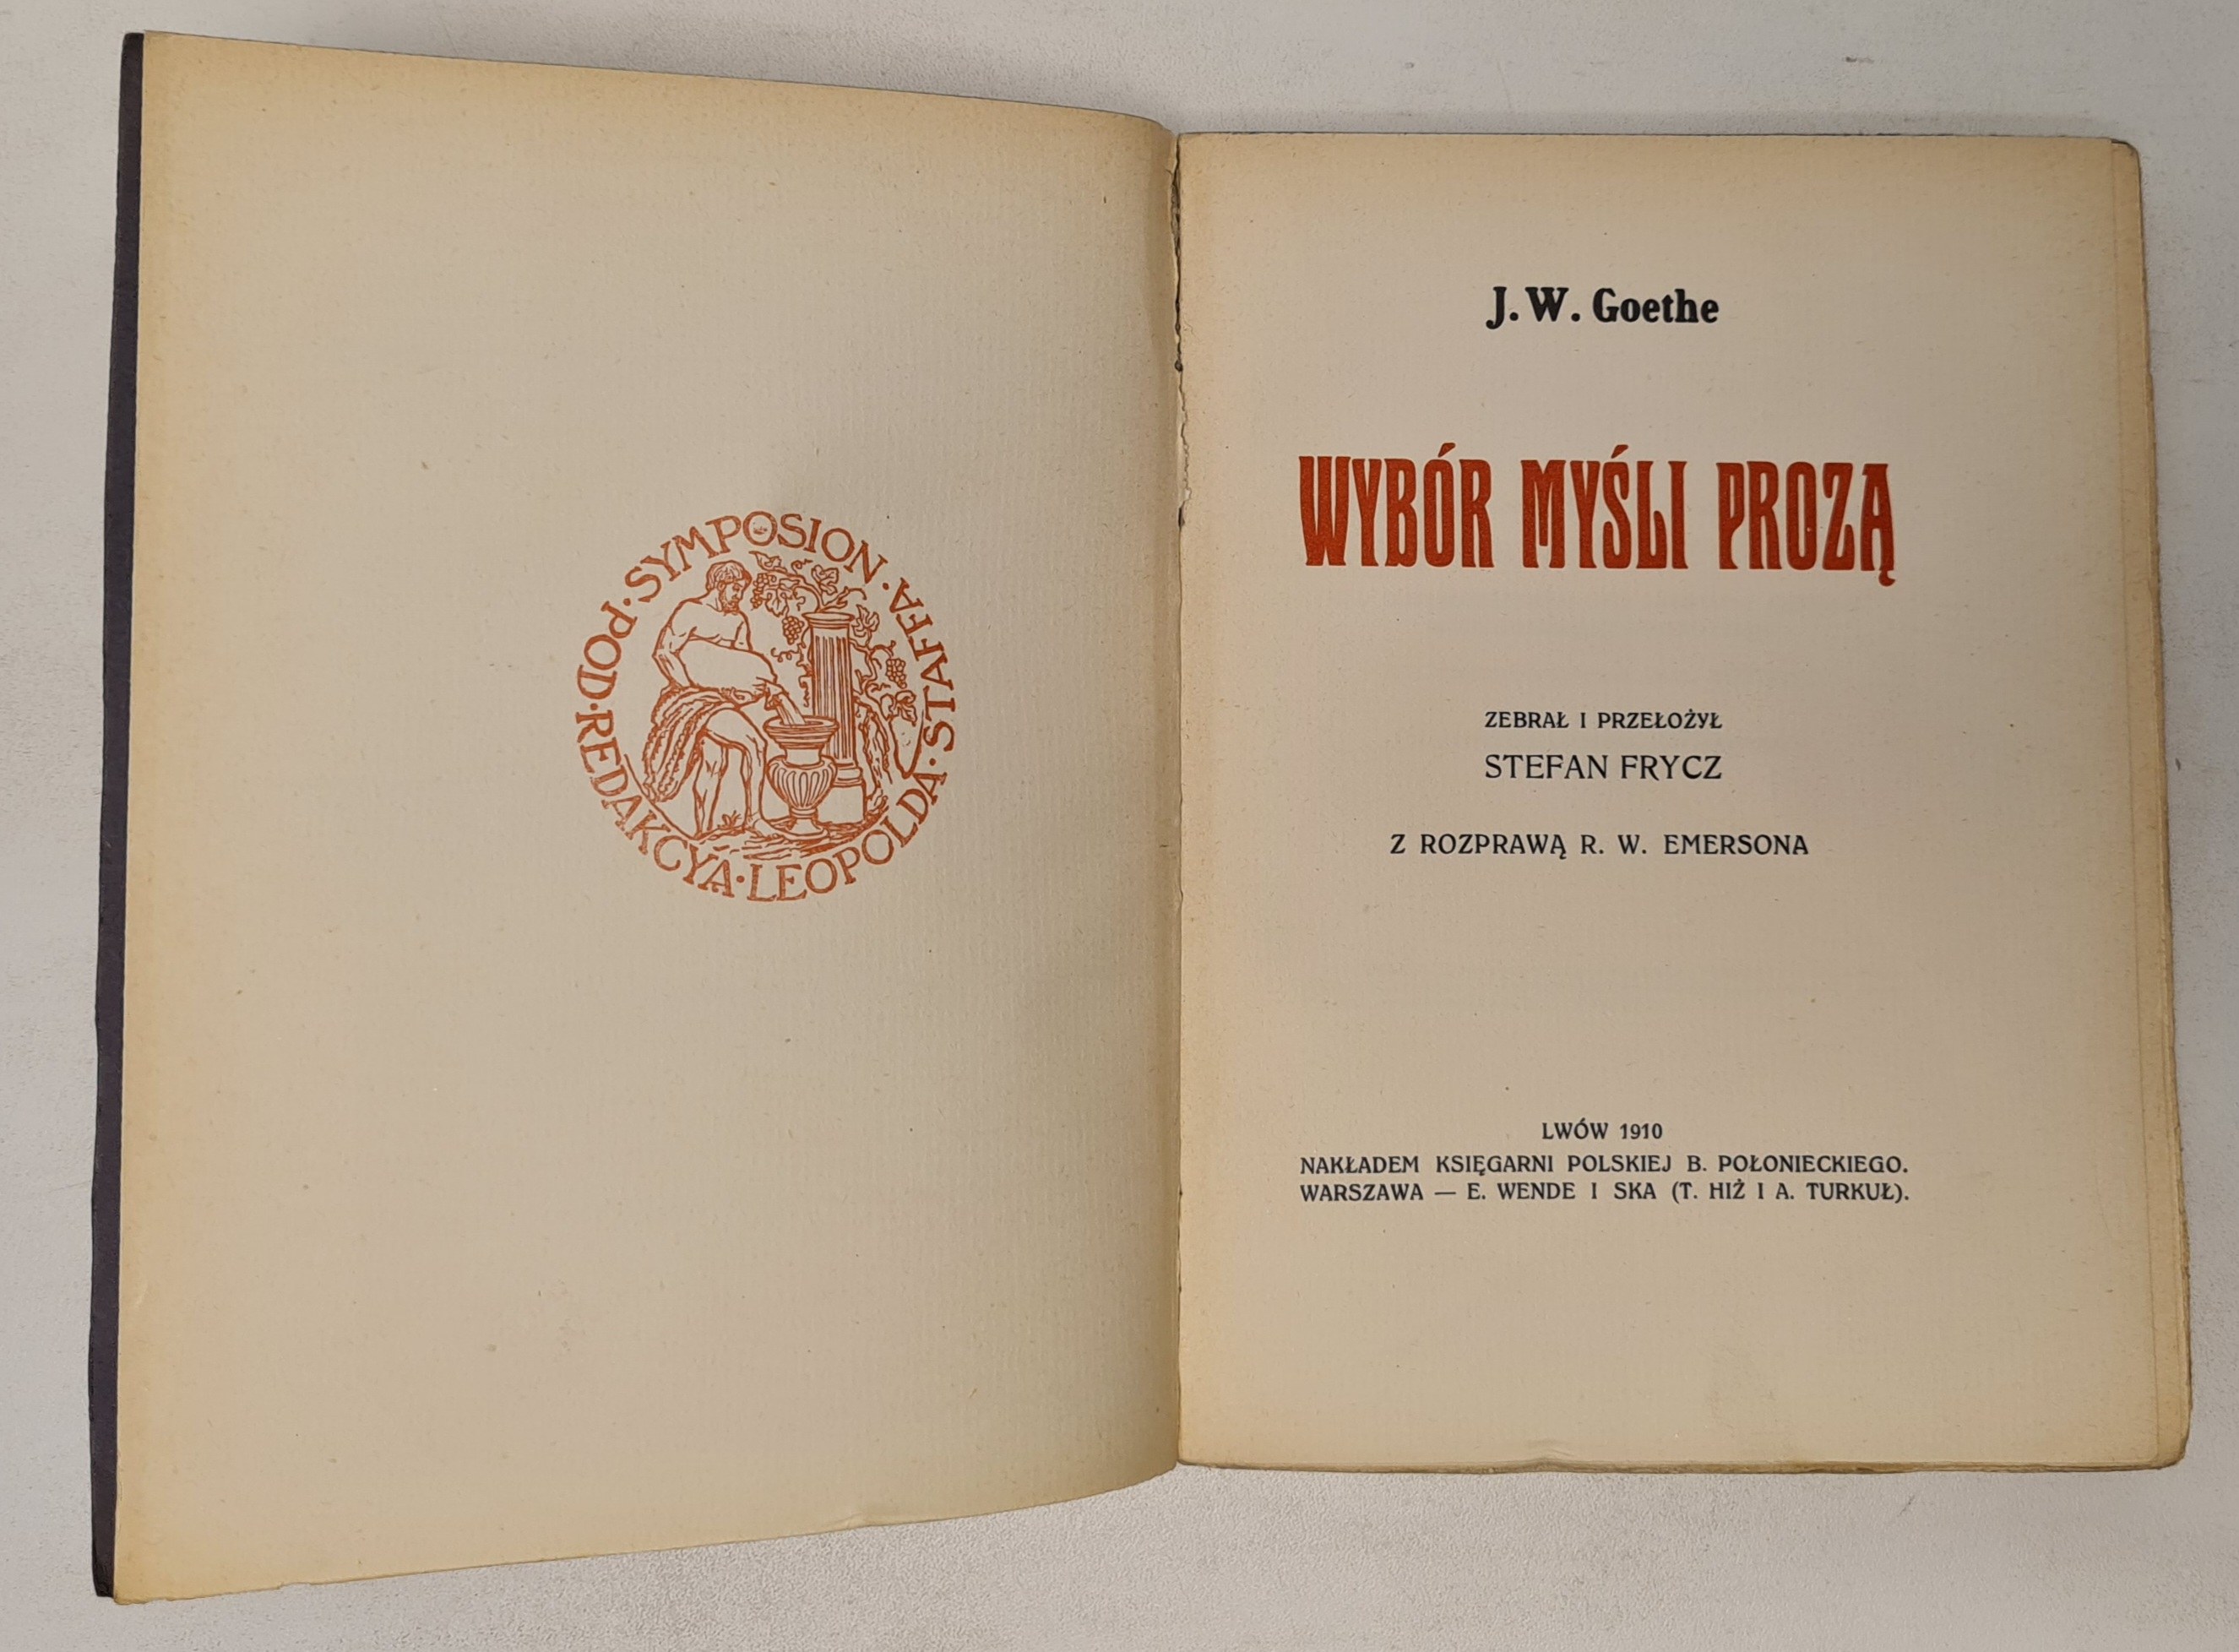 SYMPOSION · POD · REDAKCYĄ · LEOPOLDA · STAFFA ·
J. W. Goethe
WYBÓR MYŚLI PROZĄ
ZEBRAŁ I PRZEŁOŻYŁ
STEFAN FRYCZ
Z ROZPRAWĄ R. W. EMERSONA
LWÓW 1910
NAKŁADEM KSIĘGARNI POLSKIEJ B. POŁONIECKIEGO.
WARSZAWA — E. WENDE I SKA (T. HIŻ I A. TURKUŁ).